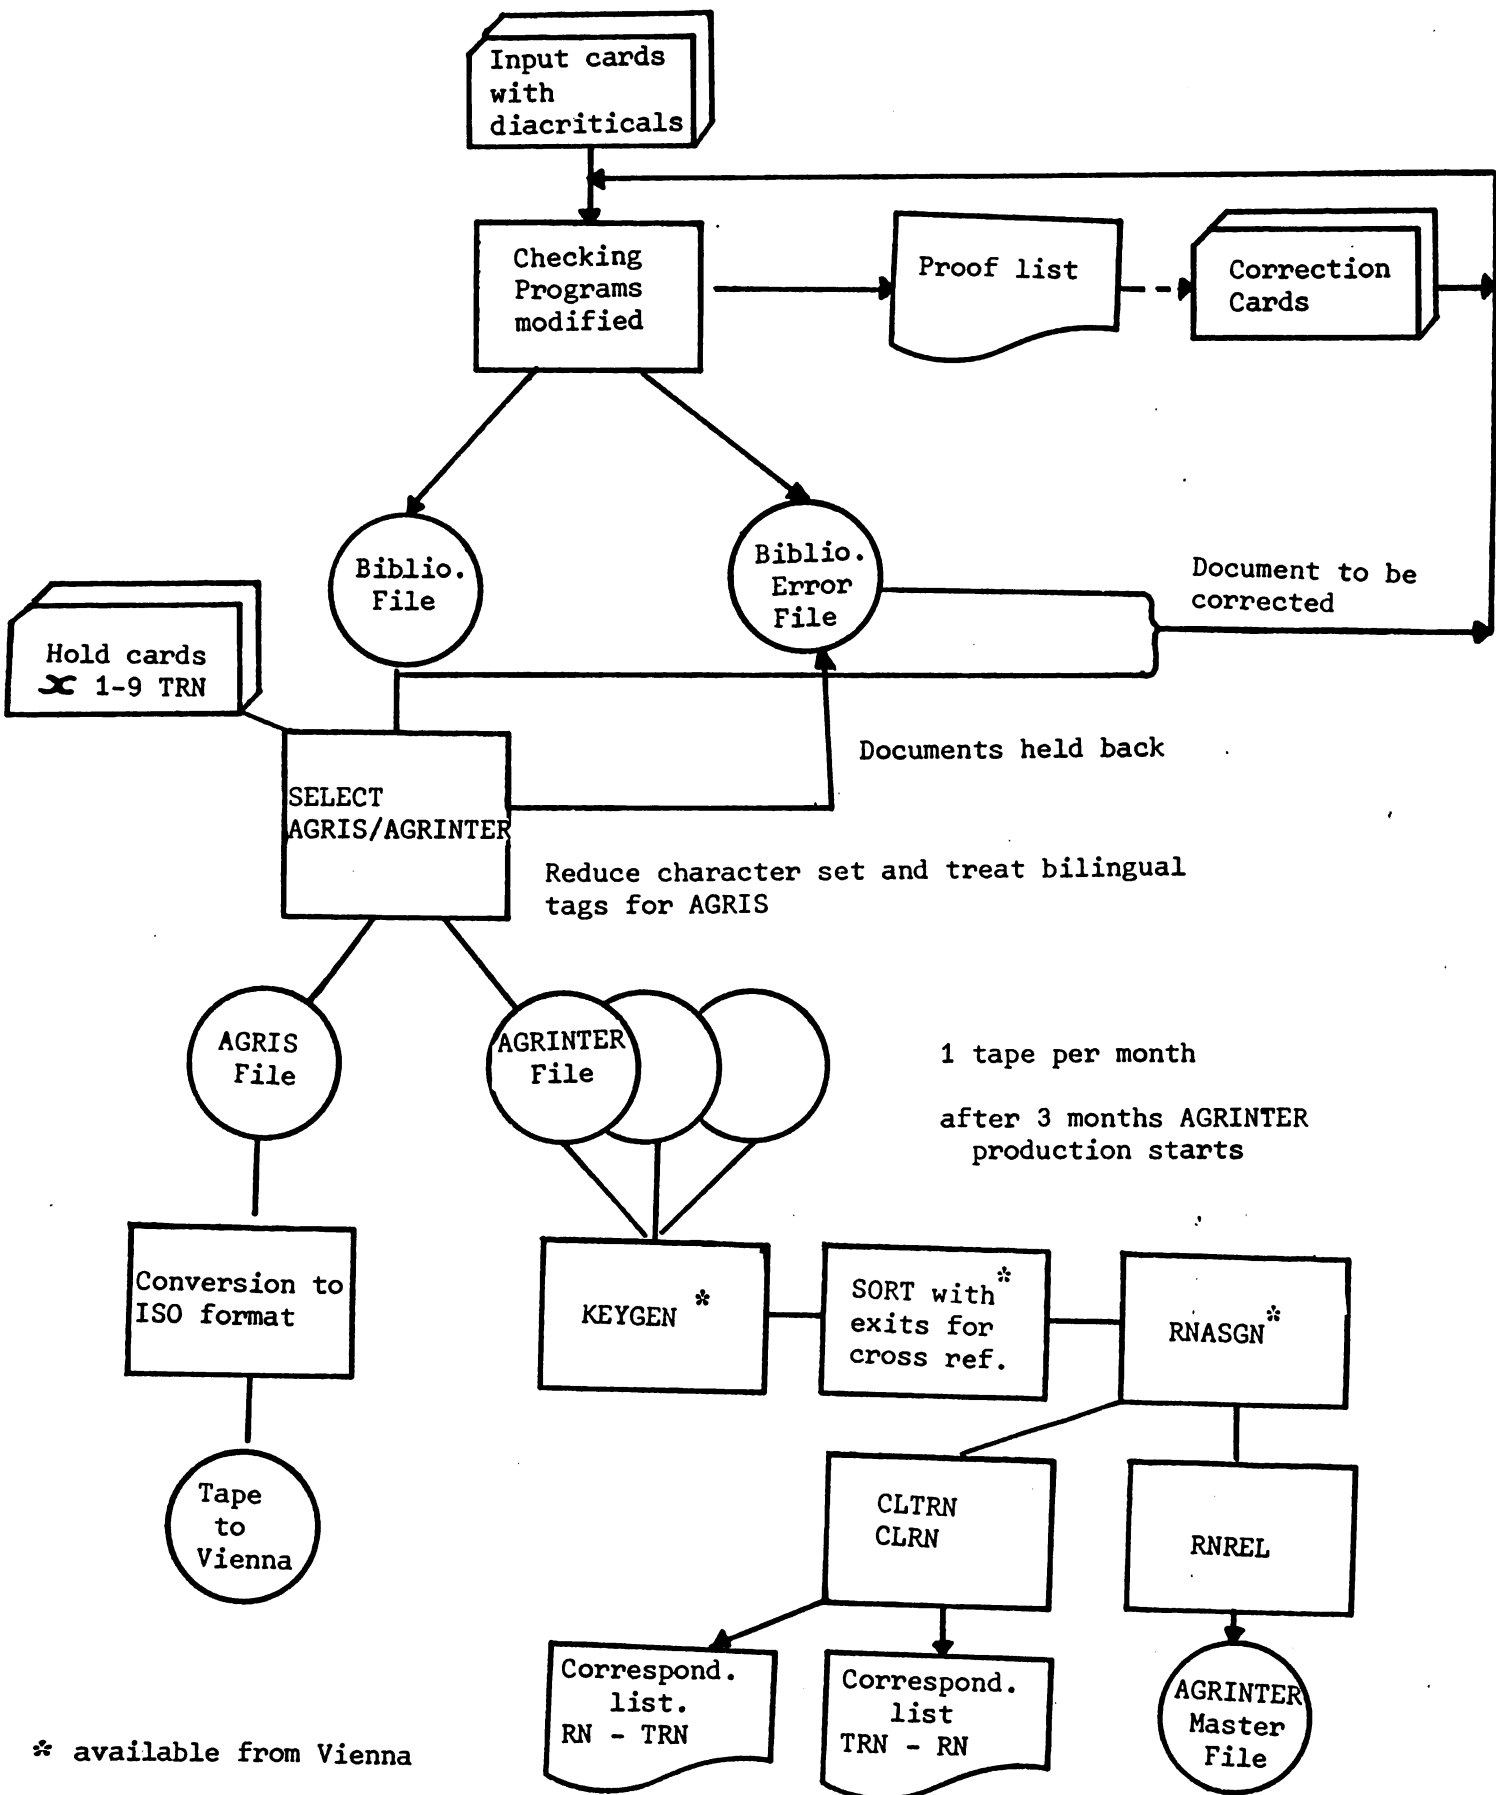 Input cards
with
diacriticals
Checking
Programs
modified
Proof list
Correction
Cards
Biblio.
File
Biblio.
Error
File
Document to be
corrected
Hold cards
1-9 TRN
Documents held back
SELECT
AGRIS/AGRINTER
Reduce character set and treat bilingual
tags for AGRIS
AGRIS
File
AGRINTER
File
1 tape per month
after 3 months AGRINTER
production starts
Conversion to
ISO format
KEYGEN *
SORT with *
exits for
cross ref.
RNASGN *
Tape
to
Vienna
CLTRN
CLRN
RNREL
Correspond.
list.
RN - TRN
Correspond.
list
TRN - RN
AGRINTER
Master
File
* available from Vienna